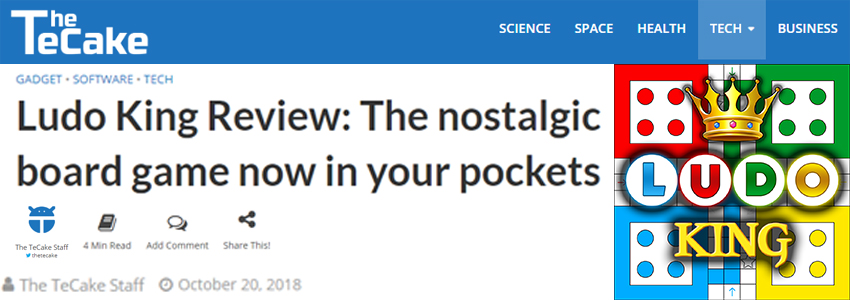 The
TeCake
SCIENCE SPACE HEALTH TECH BUSINESS
GADGET • SOFTWARE • TECH
Ludo King Review: The nostalgic
board game now in your pockets
The TeCake Staff
thetecake
4 Min Read
Add Comment
Share This!
The TeCake Staff October 20, 2018
LUDO
KING